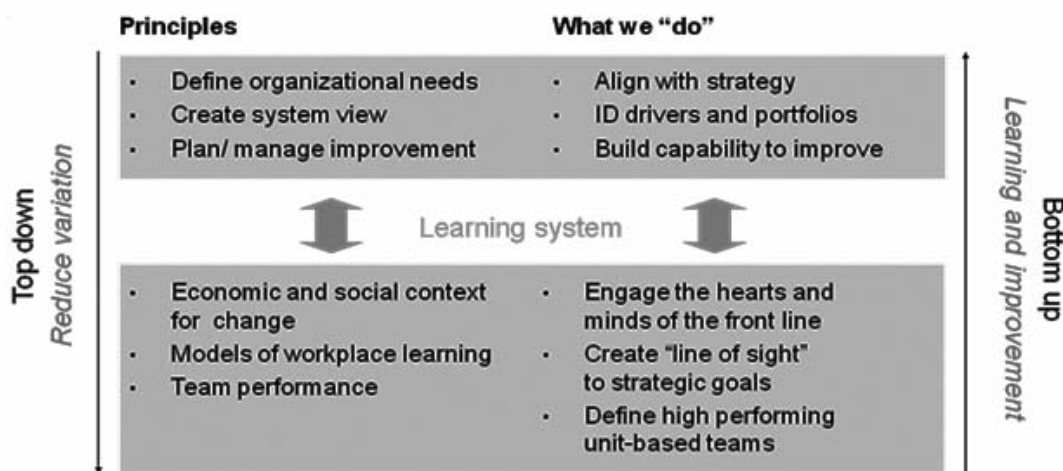 Principles
• Define organizational needs
• Create system view
• Plan/ manage improvement
What we “do”
• Align with strategy
• ID drivers and portfolios
• Build capability to improve
Top down
Reduce variation
Learning system
Learning and improvement
Bottom up
• Economic and social context
for change
• Models of workplace learning
• Team performance
• Engage the hearts and
minds of the front line
• Create “line of sight”
to strategic goals
• Define high performing
unit-based teams